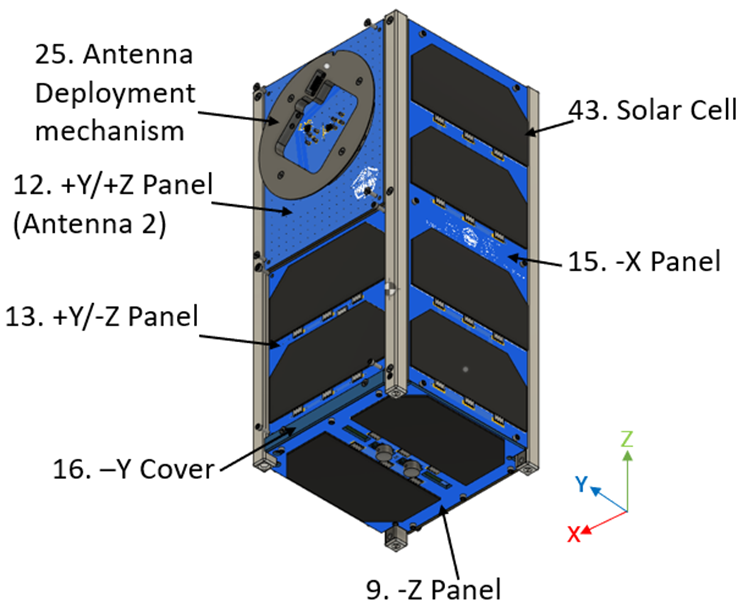 25. Antenna
Deployment
mechanism
43. Solar Cell
12. +Y/+Z Panel
(Antenna 2)
15. -X Panel
13. +Y/-Z Panel
16. –Y Cover
Z
Y
X
9. -Z Panel